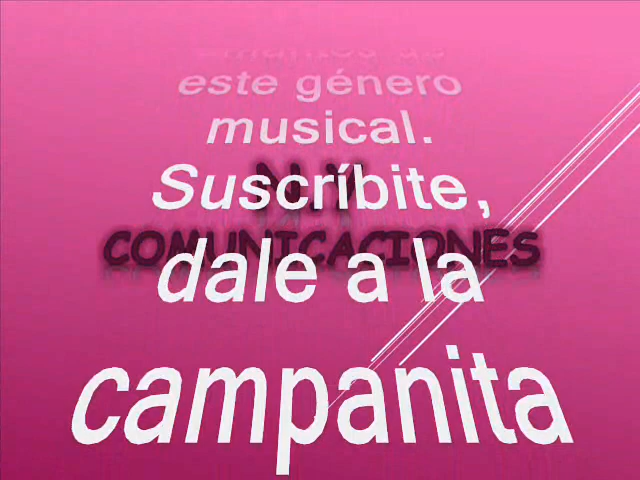 este género
musical.
Suscríbite,
dale a la
campanita
COMUNICACIONES